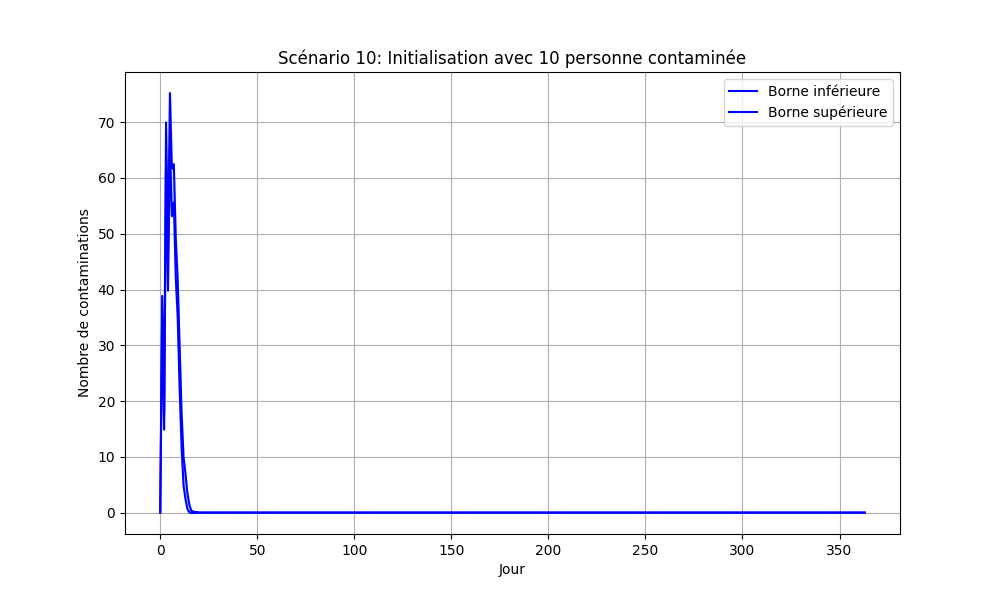 Scénario 10: Initialisation avec 10 personne contaminée
Borne inférieure
Borne supérieure
Nombre de contaminations
70
60
50
40
30
20
10
0
0 50 100 150 200 250 300 350
Jour